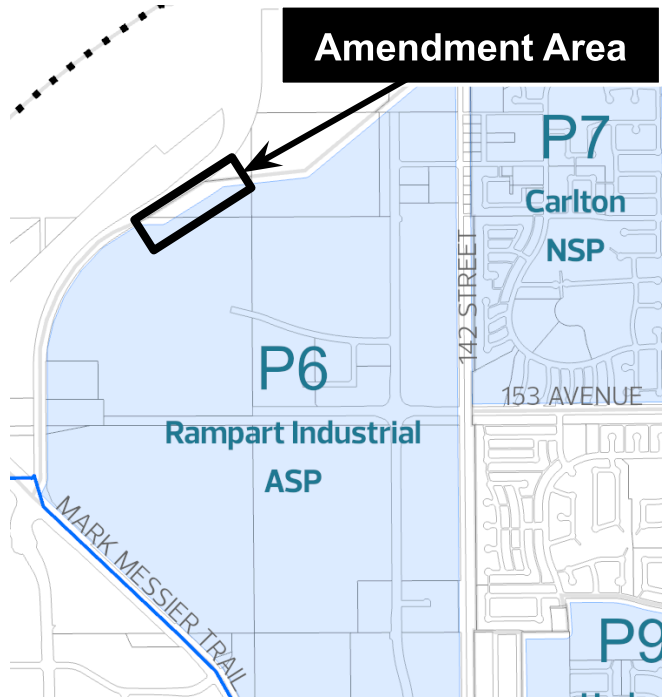 Amendment Area
P7
Carlton
NSP
142 STREET
P6
153 AVENUE
Rampart Industrial
ASP
MARK MESSIER TRAIL
P9